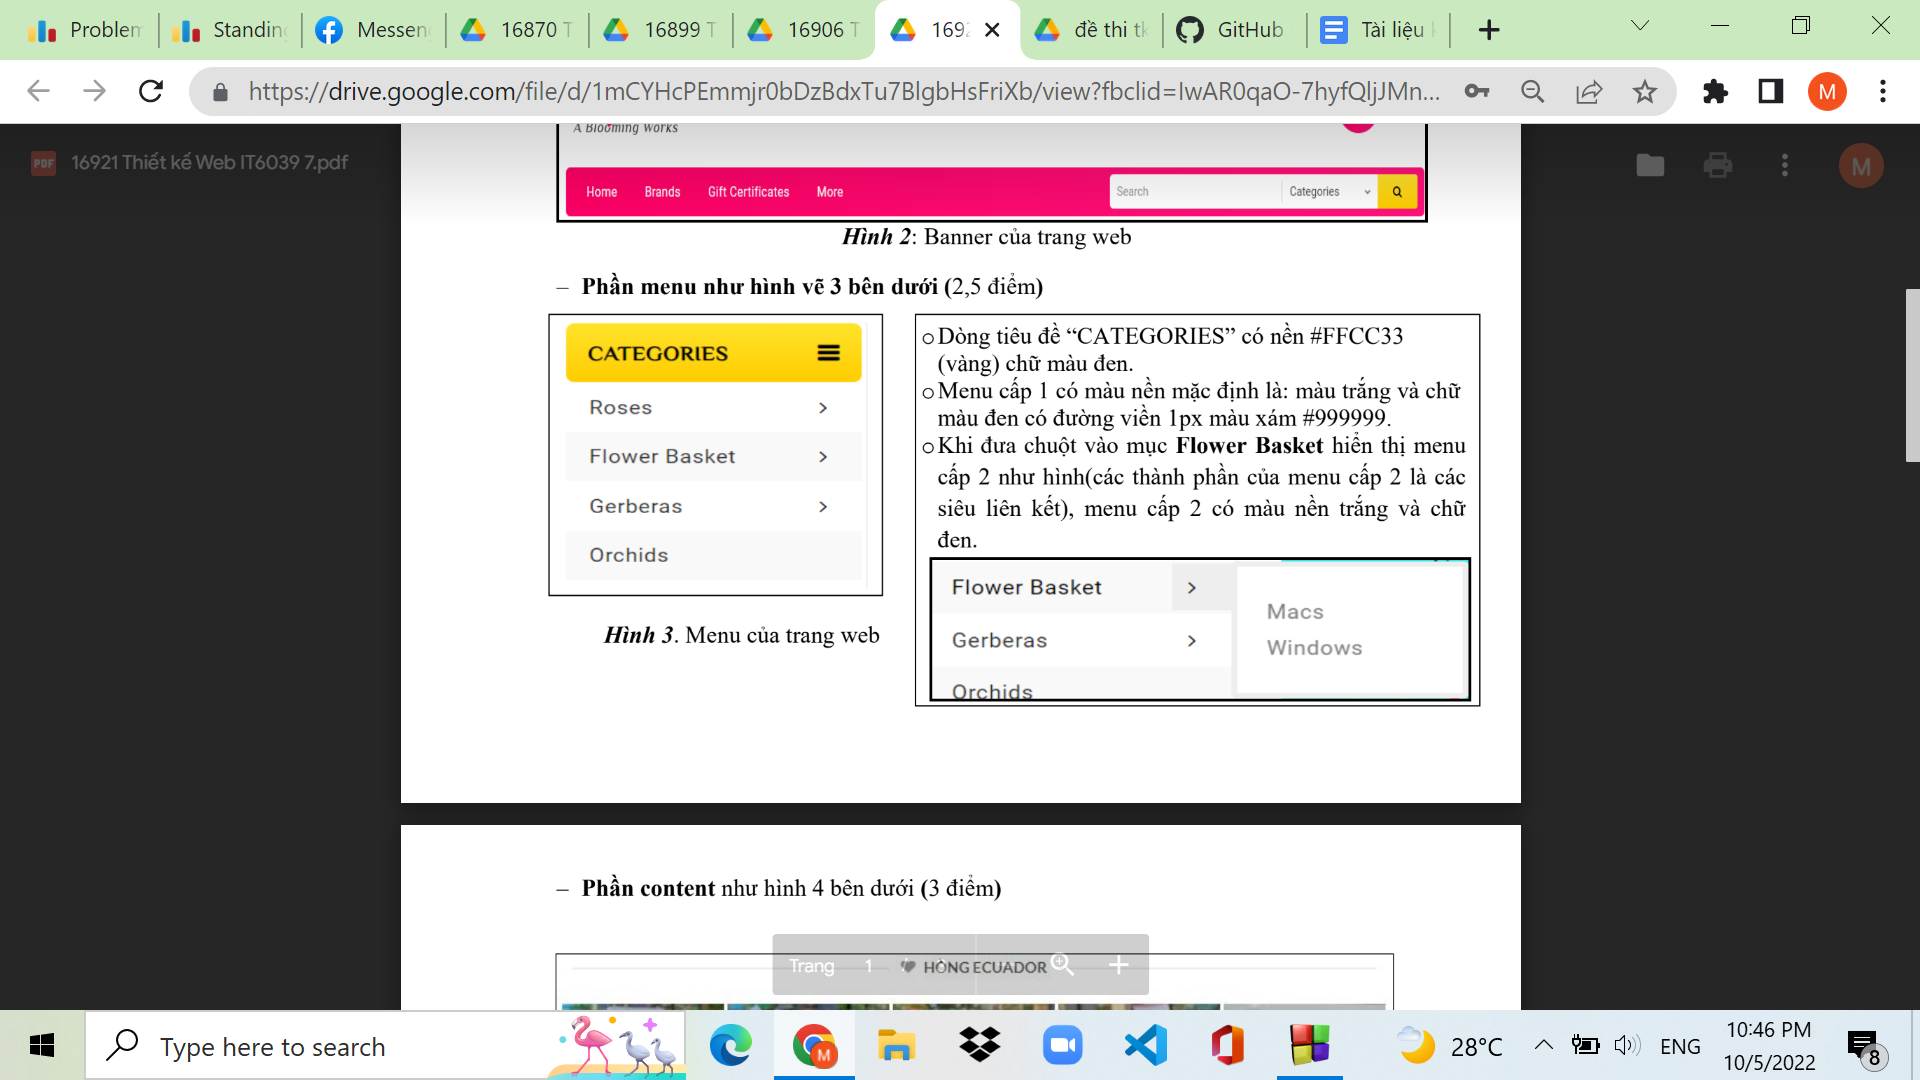 Problem
Standing
Messen
16870 T
16899 T
16906 T
1692
đề thi tk
GitHub
Tài liệu
https://drive.google.com/file/d/1mCYHcPEmmjr0bDzBdxTu7BlgbHsFriXb/view?fbclid=IwAR0qaO-7hyfQljJMn...
M
A Blooming Works
PDF
16921 Thiết kế Web IT6039 7.pdf
M
Home Brands Gift Certificates More Search Categories
Hình 2: Banner của trang web
– Phần menu như hình vẽ 3 bên dưới (2,5 điểm)
CATEGORIES
Roses >
Flower Basket >
Gerberas >
Orchids
Hình 3. Menu của trang web
o Dòng tiêu đề “CATEGORIES” có nền #FFCC33
(vàng) chữ màu đen.
o Menu cấp 1 có màu nền mặc định là: màu trắng và chữ
màu đen có đường viền 1px màu xám #999999.
o Khi đưa chuột vào mục Flower Basket hiển thị menu
cấp 2 như hình(các thành phần của menu cấp 2 là các
siêu liên kết), menu cấp 2 có màu nền trắng và chữ
đen.
Flower Basket >
Gerberas >
Orchids
Macs
Windows
– Phần content như hình 4 bên dưới (3 điểm)
Trang 1 /
HỒNG ECUADOR
Type here to search
M
28°C
ENG
10:46 PM
10/5/2022
8